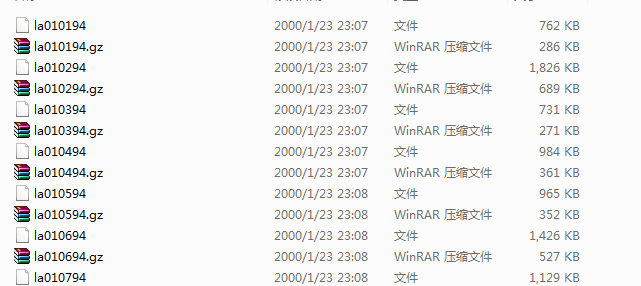 la010194 2000/1/23 23:07 文件 762 KB
la010194.gz 2000/1/23 23:07 WinRAR 压缩文件 286 KB
la010294 2000/1/23 23:07 文件 1,826 KB
la010294.gz 2000/1/23 23:07 WinRAR 压缩文件 689 KB
la010394 2000/1/23 23:07 文件 731 KB
la010394.gz 2000/1/23 23:07 WinRAR 压缩文件 271 KB
la010494 2000/1/23 23:07 文件 984 KB
la010494.gz 2000/1/23 23:07 WinRAR 压缩文件 361 KB
la010594 2000/1/23 23:08 文件 965 KB
la010594.gz 2000/1/23 23:08 WinRAR 压缩文件 352 KB
la010694 2000/1/23 23:08 文件 1,426 KB
la010694.gz 2000/1/23 23:08 WinRAR 压缩文件 527 KB
la010794 2000/1/23 23:08 文件 1,129 KB